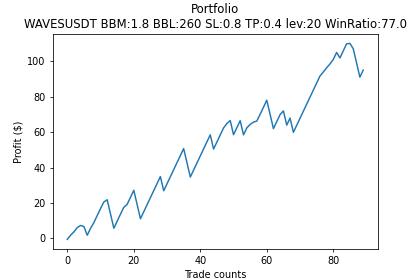 Portfolio
WAVESUSDT BBM:1.8 BBL:260 SL:0.8 TP:0.4 lev:20 WinRatio:77.0
100
80
60
40
20
0
Profit ($)
0 20 40 60 80
Trade counts